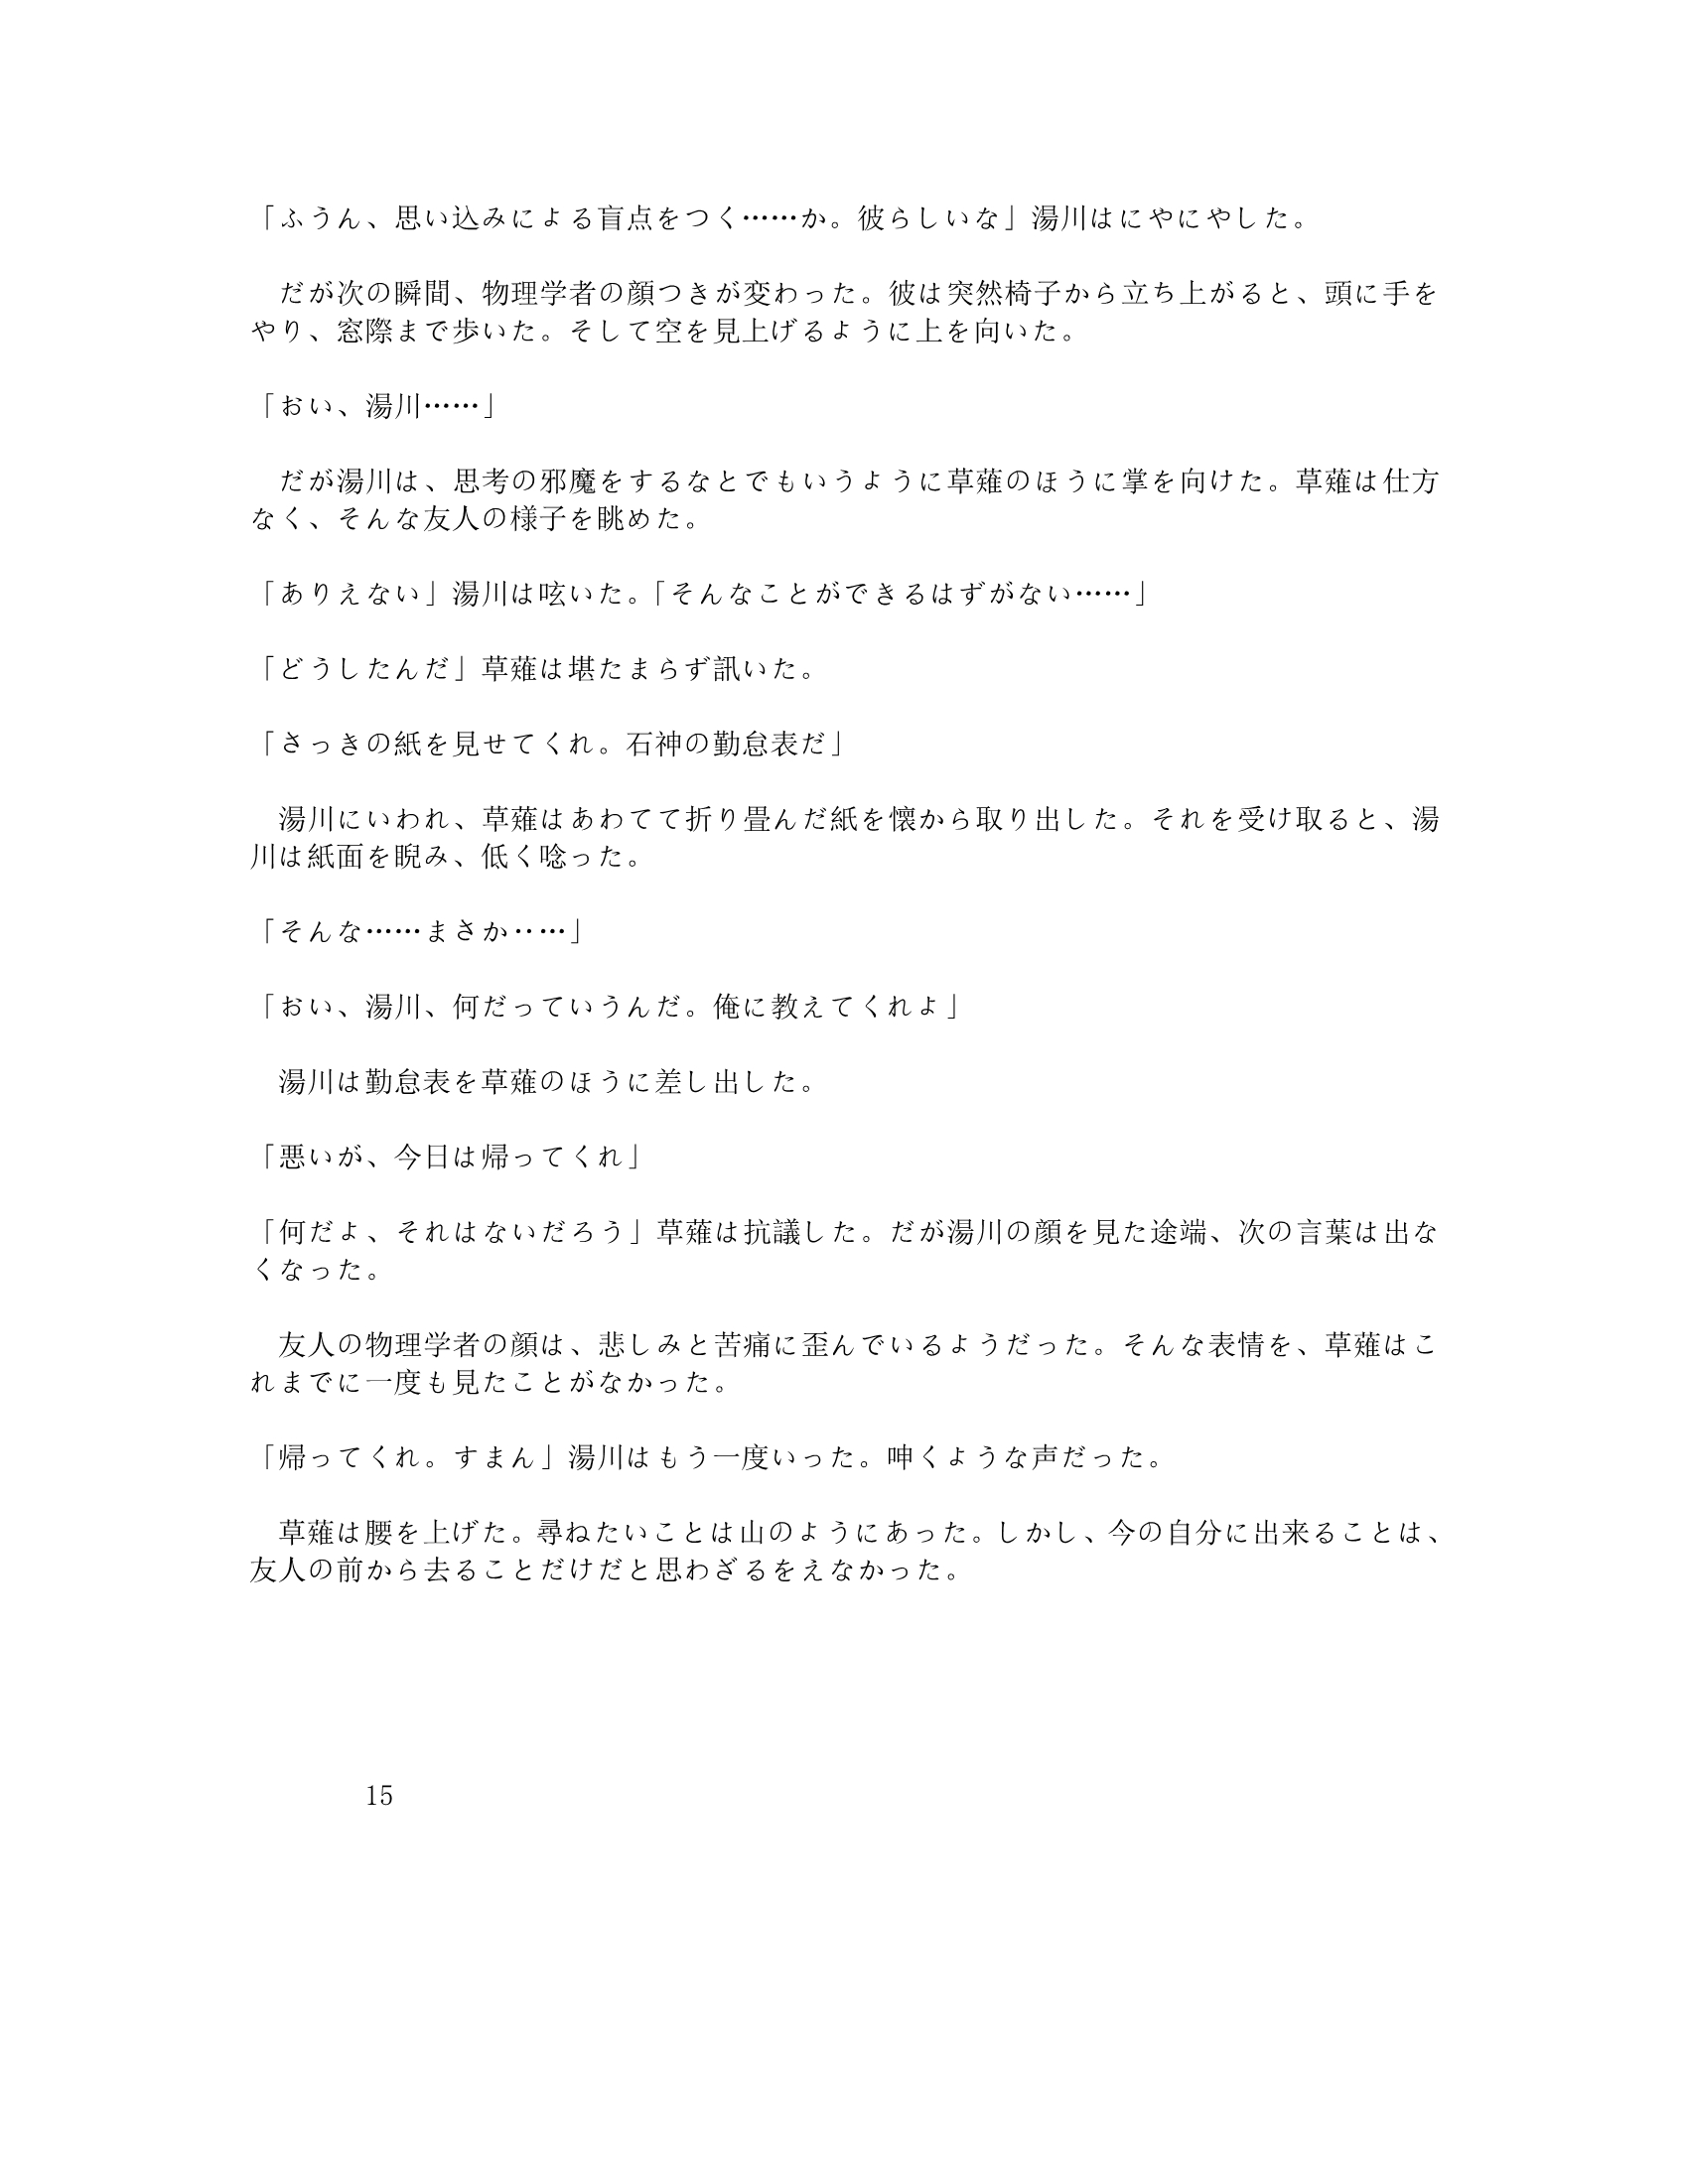 「ふうん、思い込みによる盲点をつく……か。彼らしいな」湯川はにやにやした。
　だが次の瞬間、物理学者の顔つきが変わった。彼は突然椅子から立ち上がると、頭に手を
やり、窓際まで歩いた。そして空を見上げるように上を向いた。
「おい、湯川……」
　だが湯川は、思考の邪魔をするなとでもいうように草薙のほうに掌を向けた。草薙は仕方
なく、そんな友人の様子を眺めた。
「ありえない」湯川は呟いた。「そんなことができるはずがない……」
「どうしたんだ」草薙は堪たまらず訊いた。
「さっきの紙を見せてくれ。石神の勤怠表だ」
　湯川にいわれ、草薙はあわてて折り畳んだ紙を懐から取り出した。それを受け取ると、湯
川は紙面を睨み、低く唸った。
「そんな……まさか‥…」
「おい、湯川、何だっていうんだ。俺に教えてくれよ」
　湯川は勤怠表を草薙のほうに差し出した。
「悪いが、今日は帰ってくれ」
「何だよ、それはないだろう」草薙は抗議した。だが湯川の顔を見た途端、次の言葉は出な
くなった。
　友人の物理学者の顔は、悲しみと苦痛に歪んでいるようだった。そんな表情を、草薙はこ
れまでに一度も見たことがなかった。
「帰ってくれ。すまん」湯川はもう一度いった。呻くような声だった。
　草薙は腰を上げた。尋ねたいことは山のようにあった。しかし、今の自分に出来ることは、
友人の前から去ることだけだと思わざるをえなかった。
15